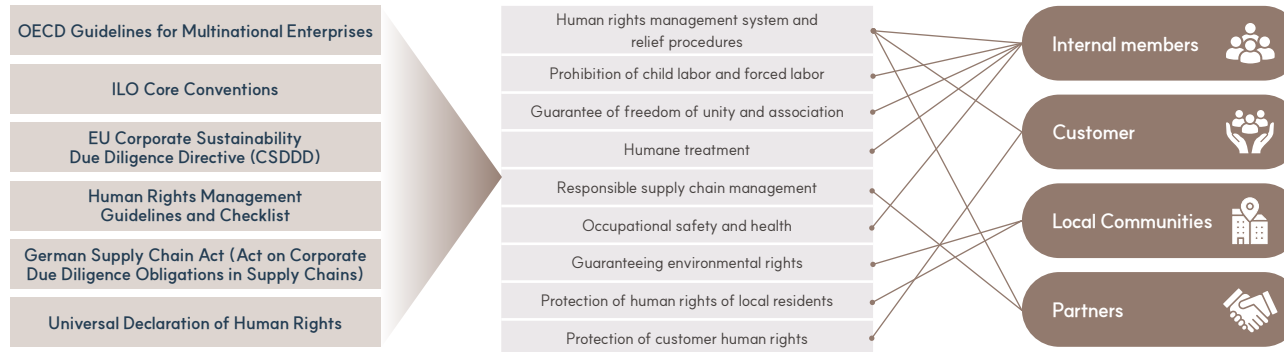 OECD Guidelines for Multinational Enterprises
ILO Core Conventions
EU Corporate Sustainability
Due Diligence Directive (CSDDD)
Human Rights Management
Guidelines and Checklist
German Supply Chain Act (Act on Corporate
Due Diligence Obligations in Supply Chains)
Universal Declaration of Human Rights
Human rights management system and
relief procedures
Prohibition of child labor and forced labor
Guarantee of freedom of unity and association
Humane treatment
Responsible supply chain management
Occupational safety and health
Guaranteeing environmental rights
Protection of human rights of local residents
Protection of customer human rights
Internal members
Customer
Local Communities
Partners